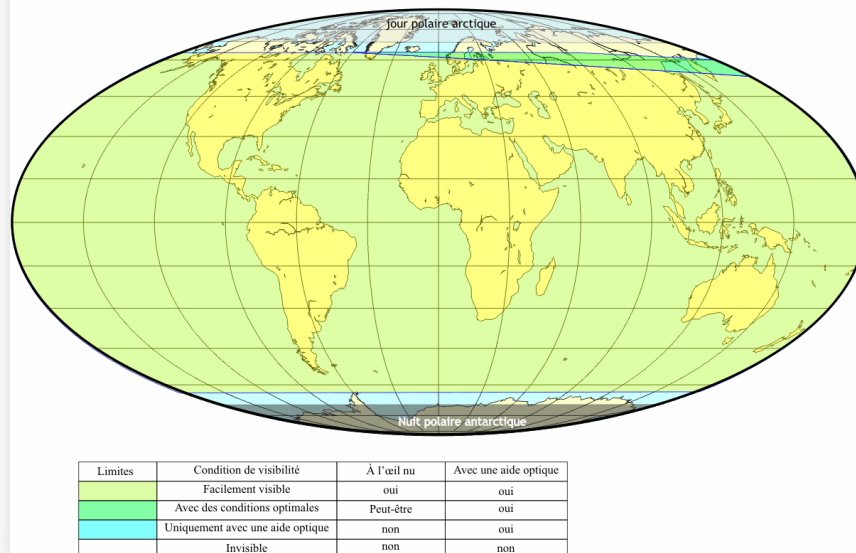 jour polaire arctique
Nuit polaire antarctique
Limites Condition de visibilité À l'œil nu Avec une aide optique
Facilement visible oui oui
Avec des conditions optimales Peut-être oui
Uniquement avec une aide optique non oui
Invisible non non